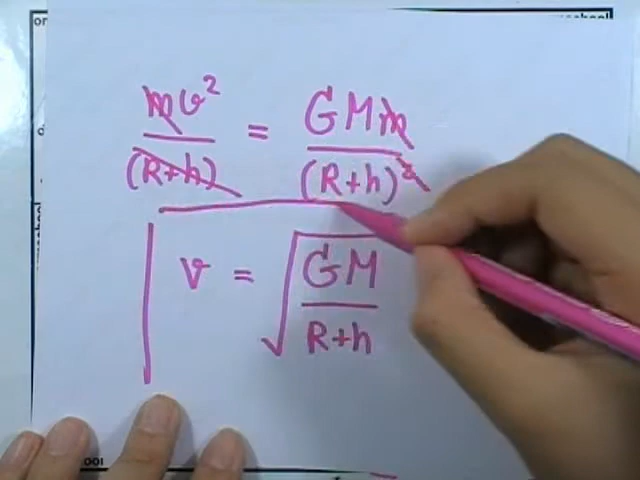 mv² / (R+h) = GMm / (R+h)²
v = √(GM / R+h)